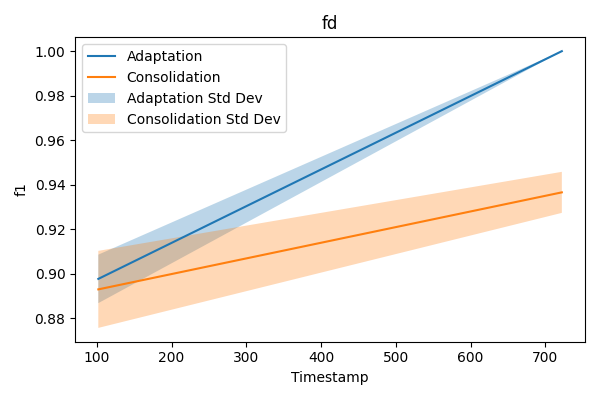 fd
Adaptation
Consolidation
Adaptation Std Dev
Consolidation Std Dev
1.00
0.98
0.96
0.94
0.92
0.90
0.88
f1
100 200 300 400 500 600 700
Timestamp